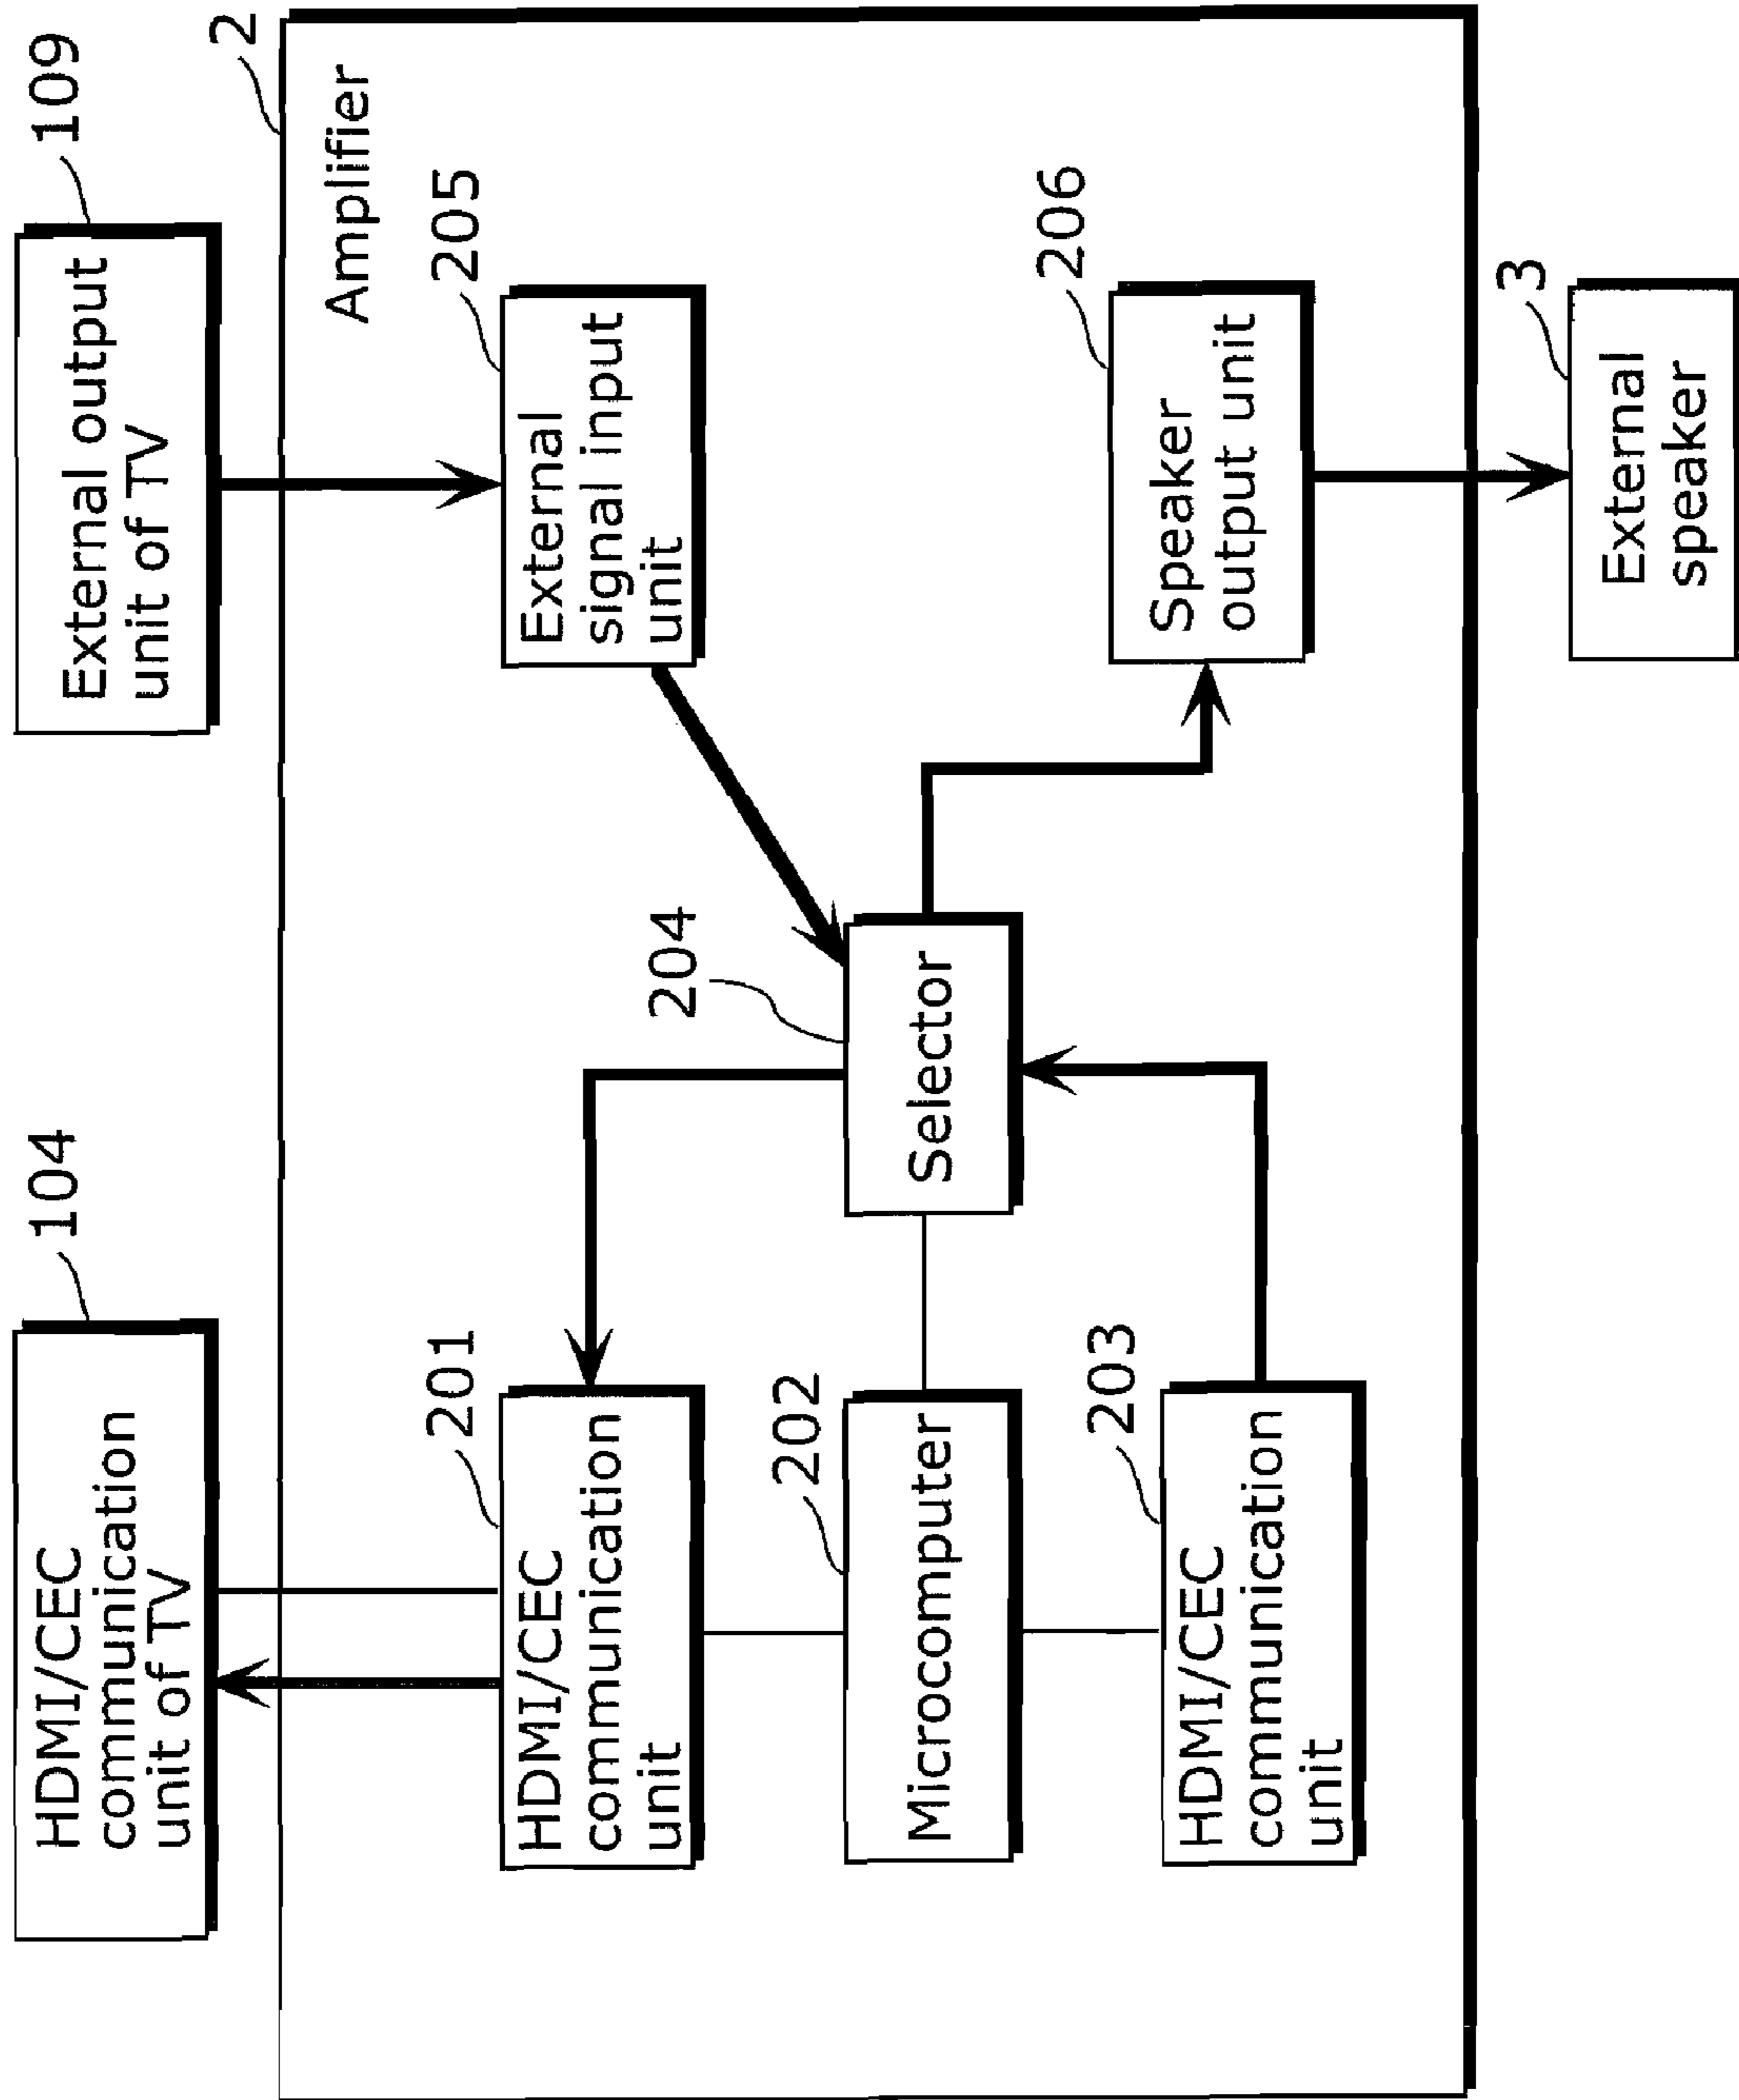 104
HDMI/CEC
communication
unit of TV
109
External output
unit of TV
2
Amplifier
201
HDMI/CEC
communication
unit
205
External
signal input
unit
202
Microcomputer
204
Selector
203
HDMI/CEC
communication
unit
206
Speaker
output unit
3
External
speaker